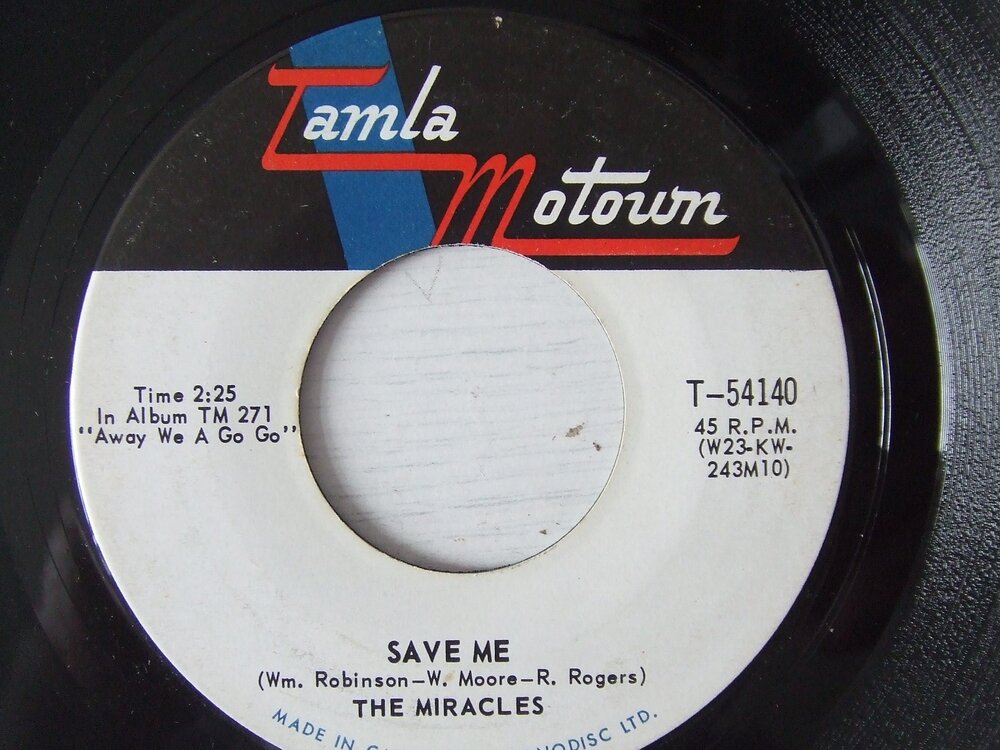 Tamla
Motown
Time 2:25
In Album TM 271
"Away We A Go Go"
T-54140
45 R.P.M.
(W23-KW-
243M10)
SAVE ME
(Wm. Robinson-W. Moore-R. Rogers)
THE MIRACLES
MADE IN LTD.